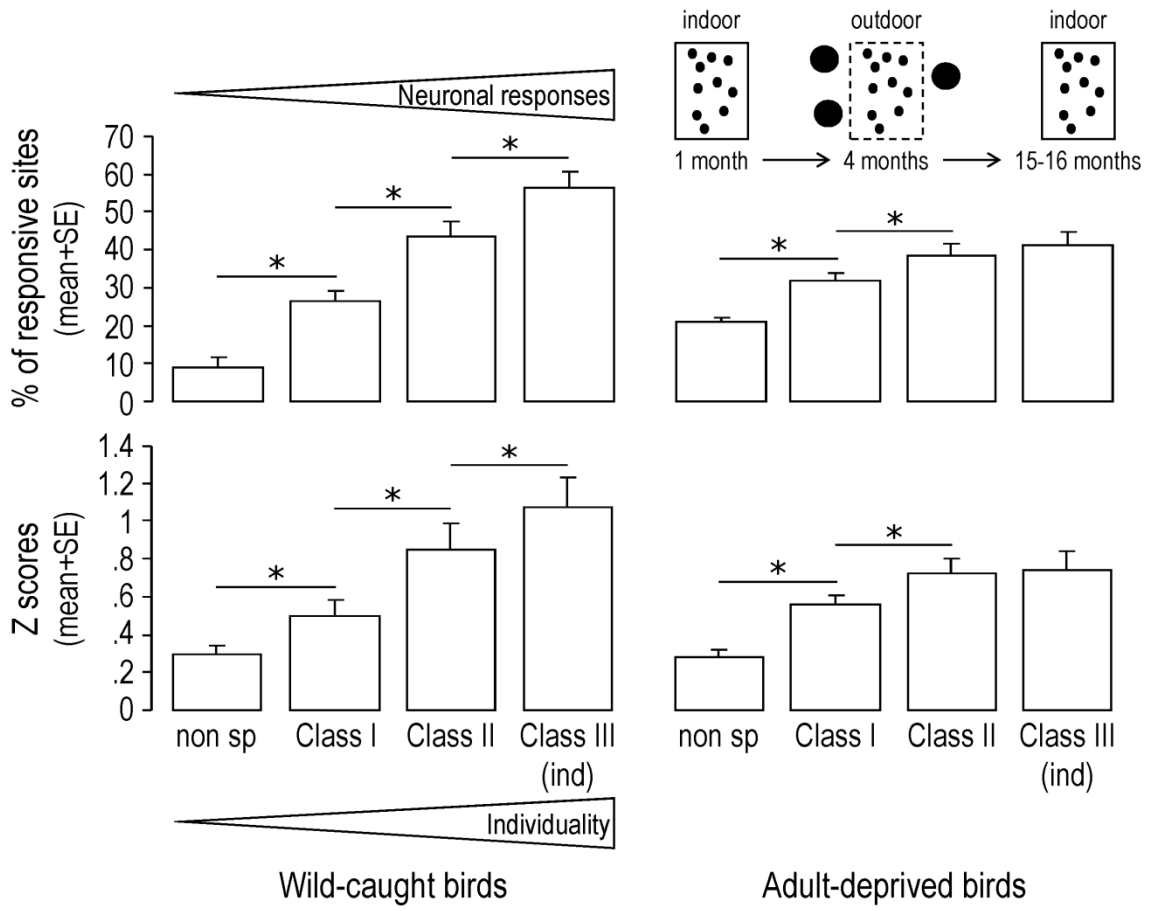 indoor
outdoor
indoor
1 month
4 months
15-16 months
Neuronal responses
% of responsive sites
(mean+SE)
70
60
50
40
30
20
10
0
*
*
*
*
*
Z scores
(mean+SE)
1.4
1.2
1
.8
.6
.4
.2
0
*
*
*
*
*
non sp
Class I
Class II
Class III
(ind)
non sp
Class I
Class II
Class III
(ind)
Individuality
Wild-caught birds
Adult-deprived birds